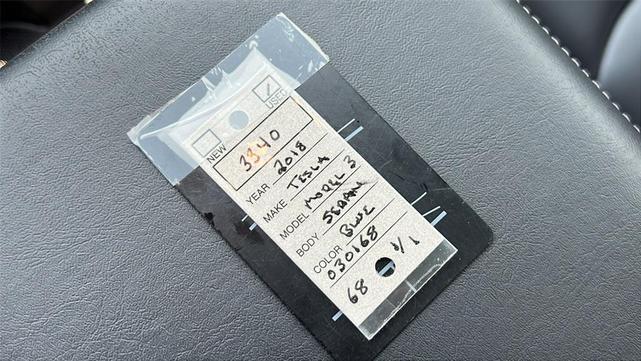 NEW USED
3340
YEAR 2018
MAKE TESLA
MODEL MODEL 3
BODY SEDAN
COLOR BLUE
030168
68 1/1